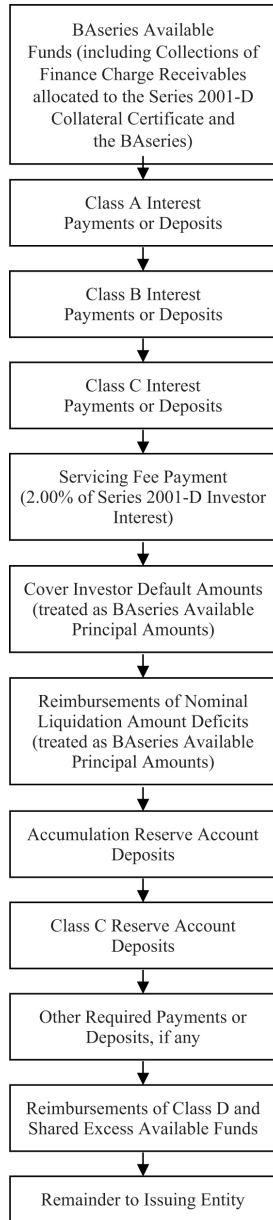 BAseries Available
Funds (including Collections of
Finance Charge Receivables
allocated to the Series 2001-D
Collateral Certificate and
the BAseries)
Class A Interest
Payments or Deposits
Class B Interest
Payments or Deposits
Class C Interest
Payments or Deposits
Servicing Fee Payment
(2.00% of Series 2001-D Investor
Interest)
Cover Investor Default Amounts
(treated as BAseries Available
Principal Amounts)
Reimbursements of Nominal
Liquidation Amount Deficits
(treated as BAseries Available
Principal Amounts)
Accumulation Reserve Account
Deposits
Class C Reserve Account
Deposits
Other Required Payments or
Deposits, if any
Reimbursements of Class D and
Shared Excess Available Funds
Remainder to Issuing Entity